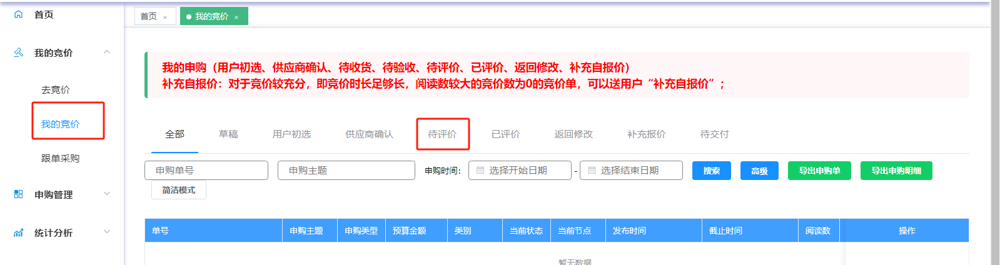 首页
我的竞价
去竞价
我的竞价
跟单采购
申购管理
统计分析
首页 ×
我的竞价 ×
我的申购（用户初选、供应商确认、待收货、待验收、待评价、已评价、返回修改、补充自报价）
补充自报价：对于竞价较充分，即竞价时长足够长，阅读数较大的竞价数为0的竞价单，可以送用户“补充自报价”；
全部 草稿 用户初选 供应商确认 待评价 已评价 返回修改 补充报价 待交付
申购单号 申购主题 申购时间： 选择开始日期 - 选择结束日期 搜索 高级 导出申购单 导出申购明细
简洁模式
单号 申购主题 申购类型 预算金额 类别 当前状态 当前节点 发布时间 截止时间 阅读数 操作
暂无数据